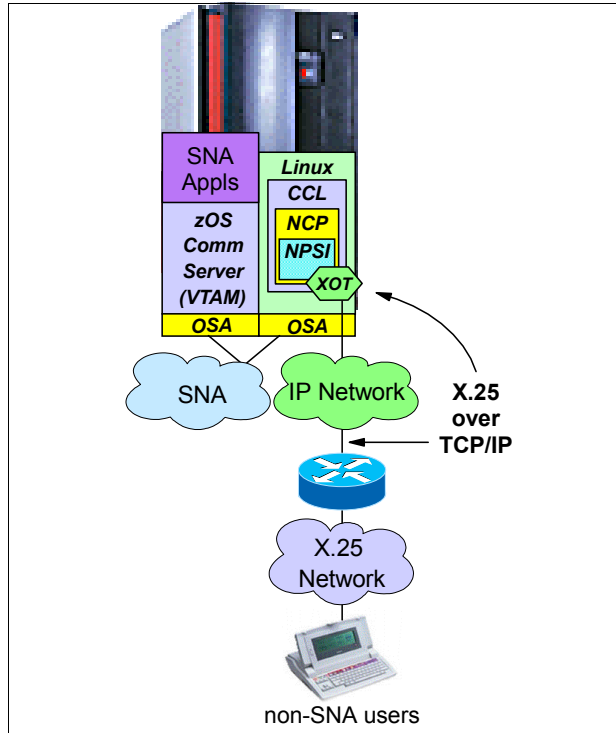 SNA
Appls
zOS
Comm
Server
(VTAM)
OSA
Linux
CCL
NCP
NPSI
XOT
OSA
SNA
IP Network
X.25
over
TCP/IP
X.25
Network
non-SNA users